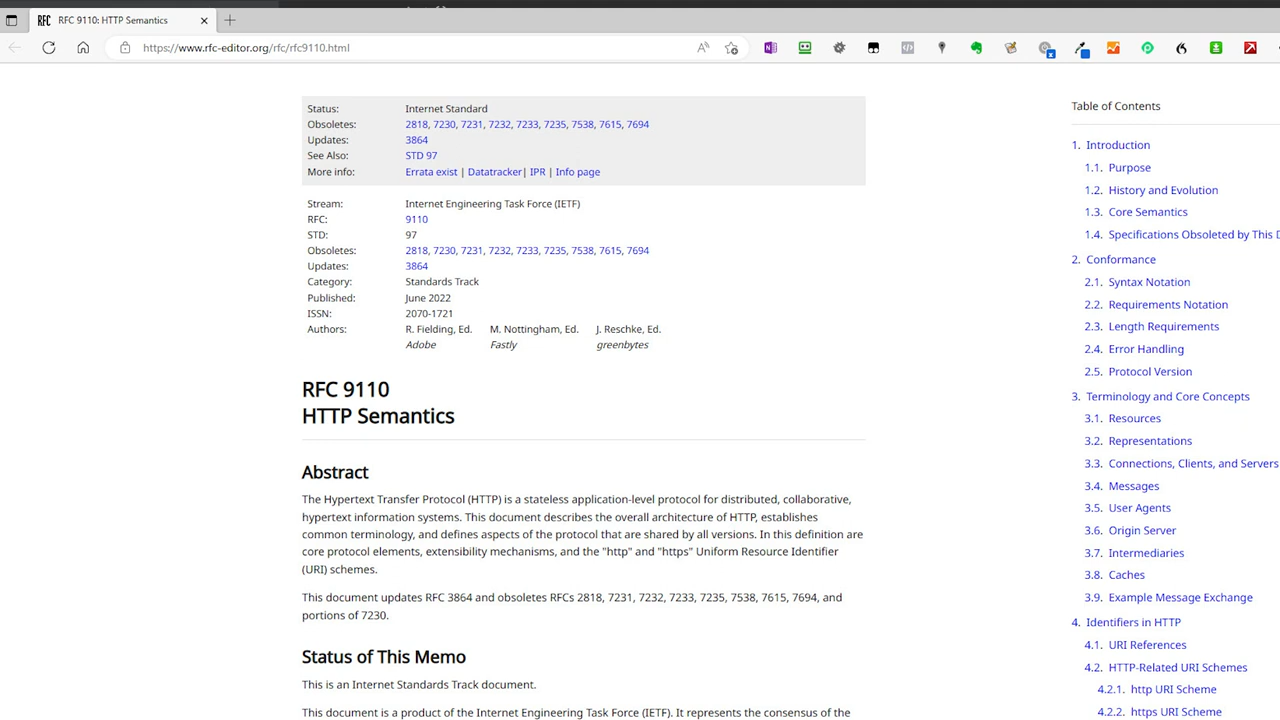 RFC RFC 9110: HTTP Semantics
https://www.rfc-editor.org/rfc/rfc9110.html
Status: Internet Standard
Obsoletes: 2818, 7230, 7231, 7232, 7233, 7235, 7538, 7615, 7694
Updates: 3864
See Also: STD 97
More info: Errata exist | Datatracker| IPR | Info page
Stream: Internet Engineering Task Force (IETF)
RFC: 9110
STD: 97
Obsoletes: 2818, 7230, 7231, 7232, 7233, 7235, 7538, 7615, 7694
Updates: 3864
Category: Standards Track
Published: June 2022
ISSN: 2070-1721
Authors: R. Fielding, Ed. M. Nottingham, Ed. J. Reschke, Ed.
Adobe Fastly greenbytes
RFC 9110
HTTP Semantics
Abstract
The Hypertext Transfer Protocol (HTTP) is a stateless application-level protocol for distributed, collaborative,
hypertext information systems. This document describes the overall architecture of HTTP, establishes
common terminology, and defines aspects of the protocol that are shared by all versions. In this definition are
core protocol elements, extensibility mechanisms, and the "http" and "https" Uniform Resource Identifier
(URI) schemes.
This document updates RFC 3864 and obsoletes RFCs 2818, 7231, 7232, 7233, 7235, 7538, 7615, 7694, and
portions of 7230.
Status of This Memo
This is an Internet Standards Track document.
This document is a product of the Internet Engineering Task Force (IETF). It represents the consensus of the
Table of Contents
1. Introduction
1.1. Purpose
1.2. History and Evolution
1.3. Core Semantics
1.4. Specifications Obsoleted by This D
2. Conformance
2.1. Syntax Notation
2.2. Requirements Notation
2.3. Length Requirements
2.4. Error Handling
2.5. Protocol Version
3. Terminology and Core Concepts
3.1. Resources
3.2. Representations
3.3. Connections, Clients, and Servers
3.4. Messages
3.5. User Agents
3.6. Origin Server
3.7. Intermediaries
3.8. Caches
3.9. Example Message Exchange
4. Identifiers in HTTP
4.1. URI References
4.2. HTTP-Related URI Schemes
4.2.1. http URI Scheme
4.2.2. https URI Scheme